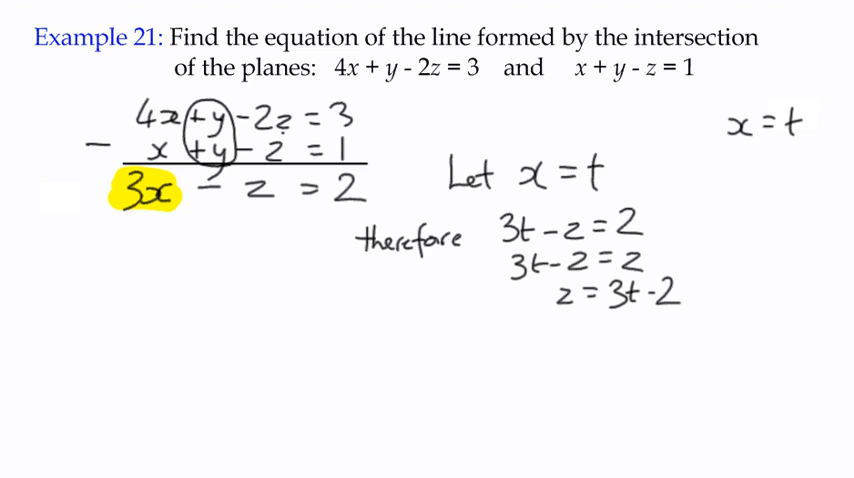 Example 21: Find the equation of the line formed by the intersection
of the planes: 4x + y - 2z = 3 and x + y - z = 1
4x + y - 2z = 3
- x + y - z = 1
3x - z = 2
x = t
Let x = t
therefore 3t - z = 2
3t - 2 = z
z = 3t - 2